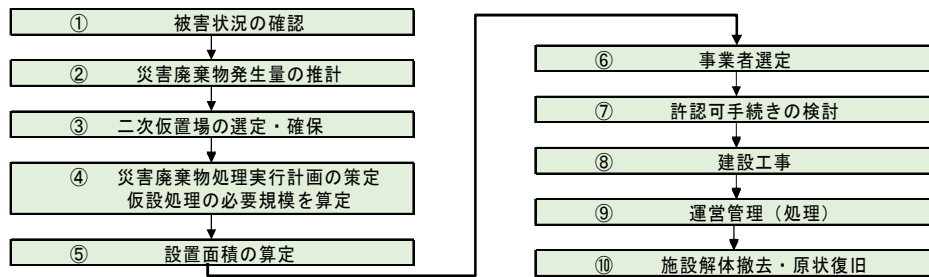 ① 被害状況の確認
② 災害廃棄物発生量の推計
③ 二次仮置場の選定・確保
④ 災害廃棄物処理実行計画の策定
仮設処理の必要規模を算定
⑤ 設置面積の算定
⑥ 事業者選定
⑦ 許認可手続きの検討
⑧ 建設工事
⑨ 運営管理（処理）
⑩ 施設解体撤去・原状復旧